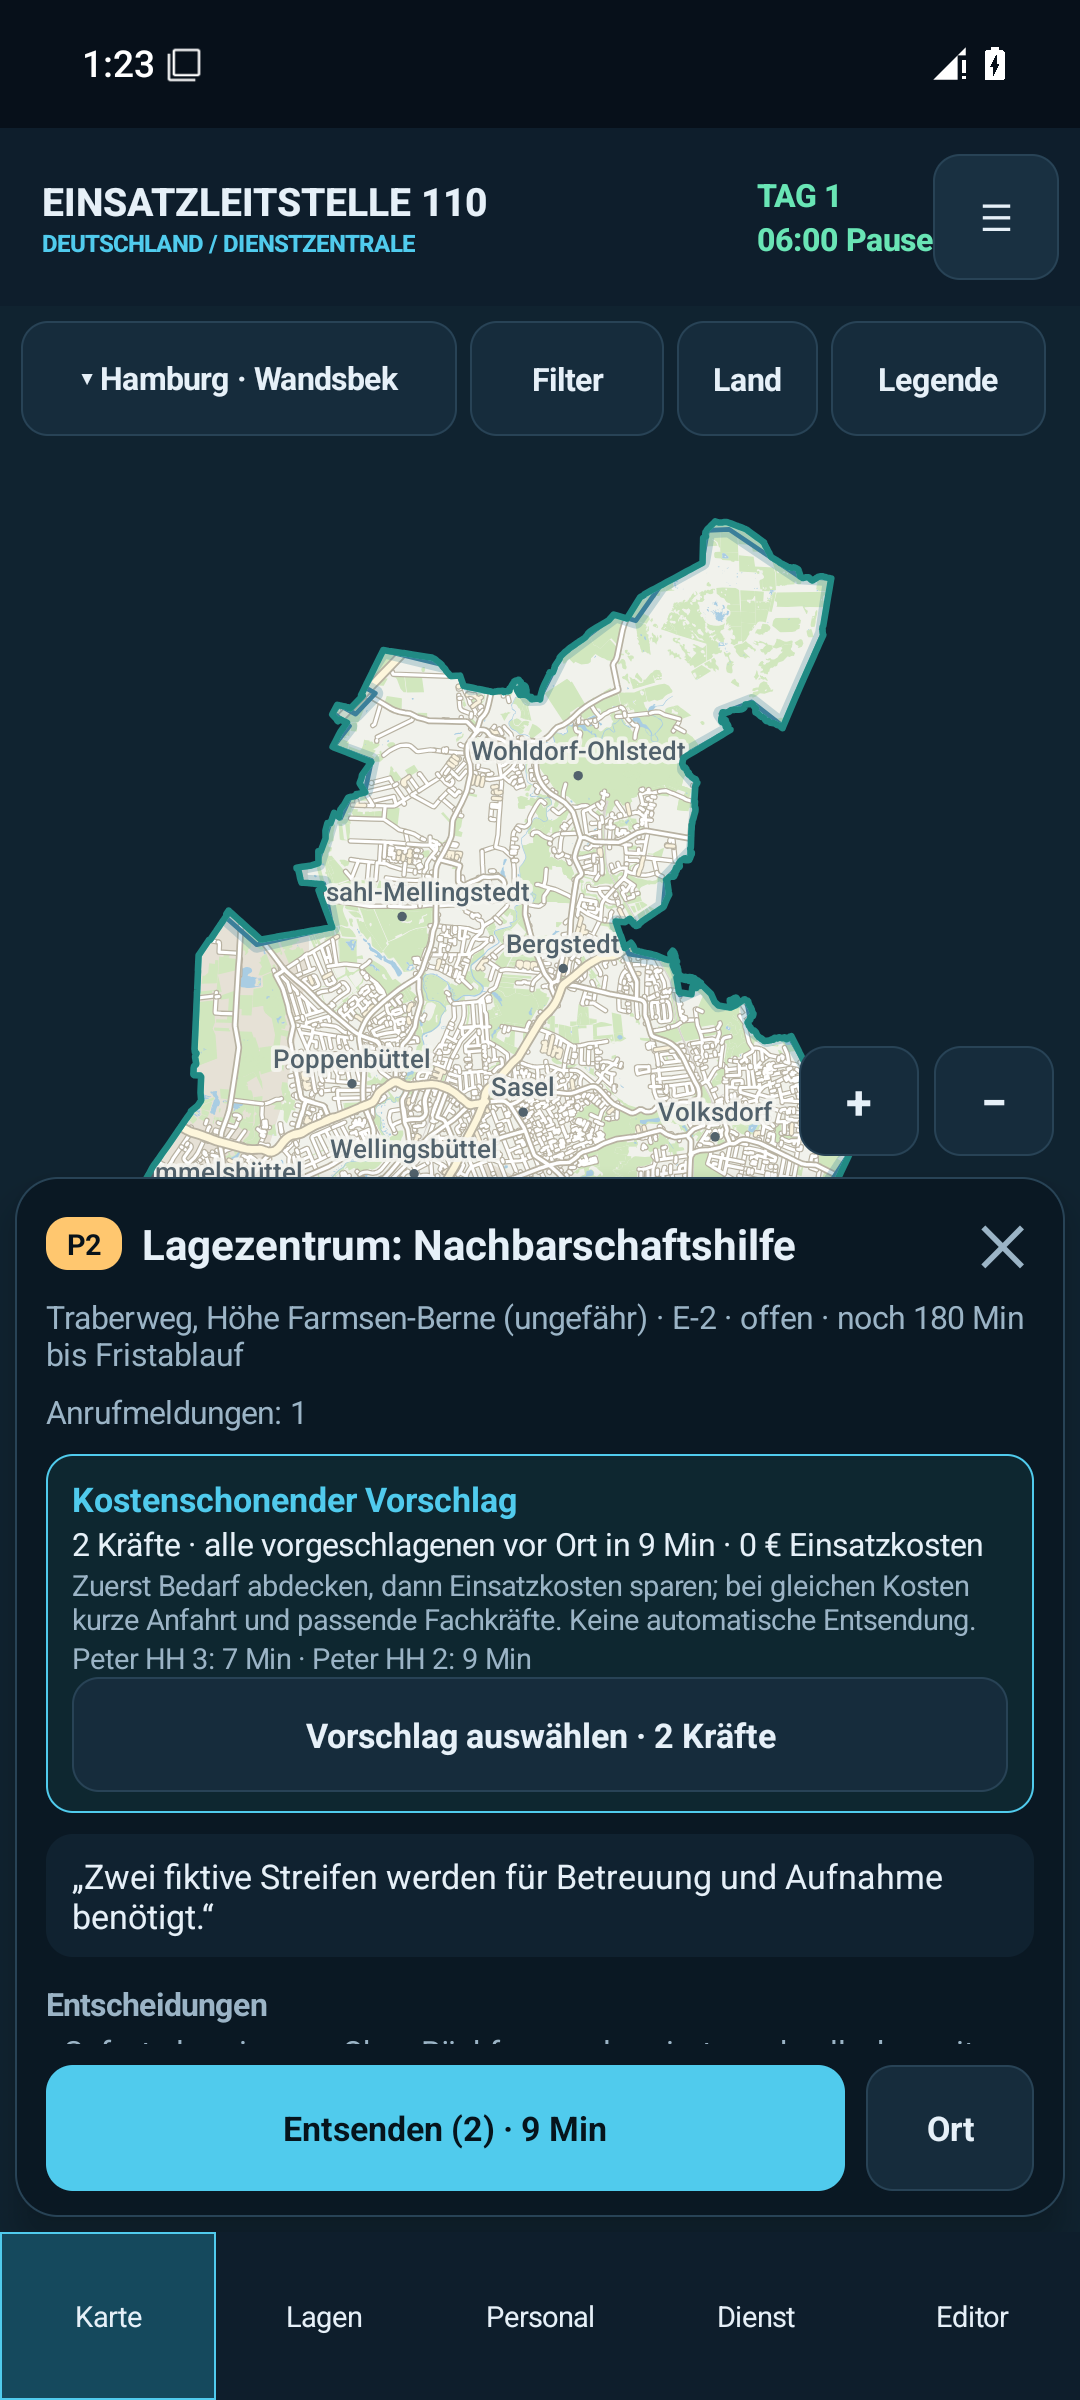 1:23
EINSATZLEITSTELLE 110
DEUTSCHLAND / DIENSTZENTRALE
TAG 1
06:00 Pause
▾ Hamburg · Wandsbek
Filter
Land
Legende
Wohldorf-Ohlstedt
sahl-Mellingstedt
Bergstedt
Poppenbüttel
Sasel
Volksdorf
Wellingsbüttel
mmelsbüttel
+
−
P2
Lagezentrum: Nachbarschaftshilfe
Traberweg, Höhe Farmsen-Berne (ungefähr) · E-2 · offen · noch 180 Min
bis Fristablauf
Anrufmeldungen: 1
Kostenschonender Vorschlag
2 Kräfte · alle vorgeschlagenen vor Ort in 9 Min · 0 € Einsatzkosten
Zuerst Bedarf abdecken, dann Einsatzkosten sparen; bei gleichen Kosten
kurze Anfahrt und passende Fachkräfte. Keine automatische Entsendung.
Peter HH 3: 7 Min · Peter HH 2: 9 Min
Vorschlag auswählen · 2 Kräfte
„Zwei fiktive Streifen werden für Betreuung und Aufnahme
benötigt.“
Entscheidungen
Entsenden (2) · 9 Min
Ort
Karte
Lagen
Personal
Dienst
Editor